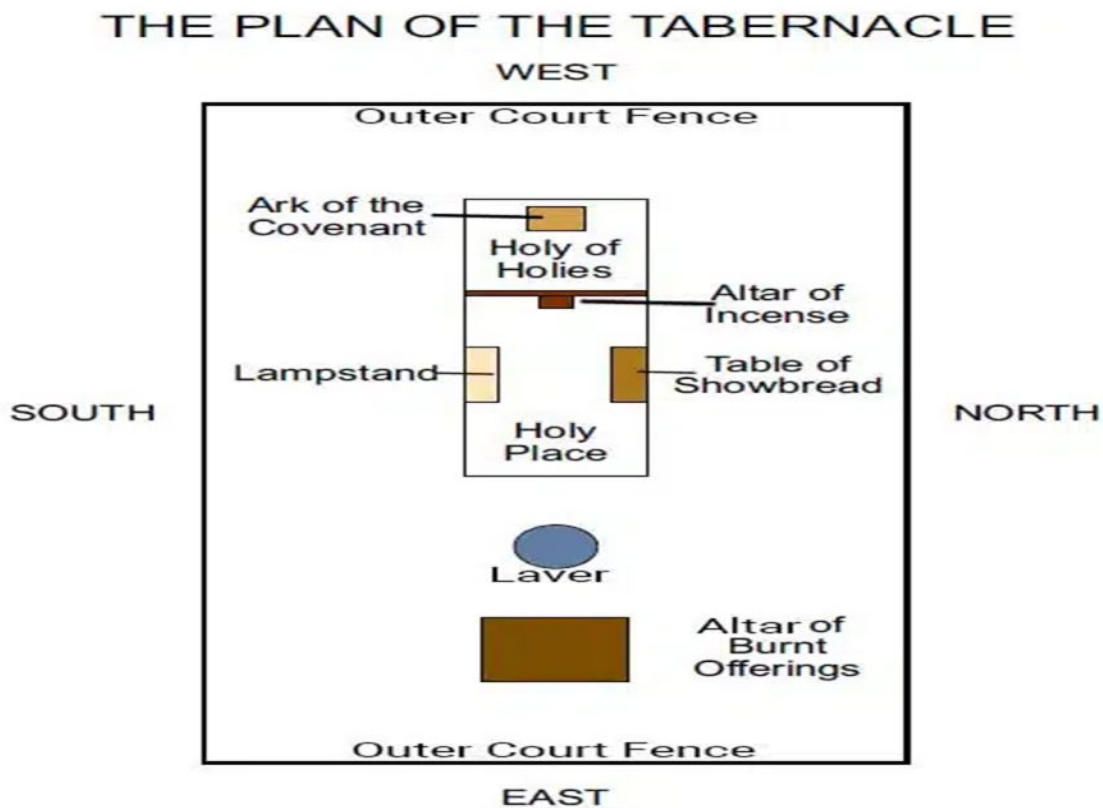 THE PLAN OF THE TABERNACLE
WEST
Outer Court Fence
Ark of the
Covenant
Holy of
Holies
Altar of
Incense
Lampstand
Table of
Showbread
SOUTH
NORTH
Holy
Place
Laver
Altar of
Burnt
Offerings
Outer Court Fence
EAST